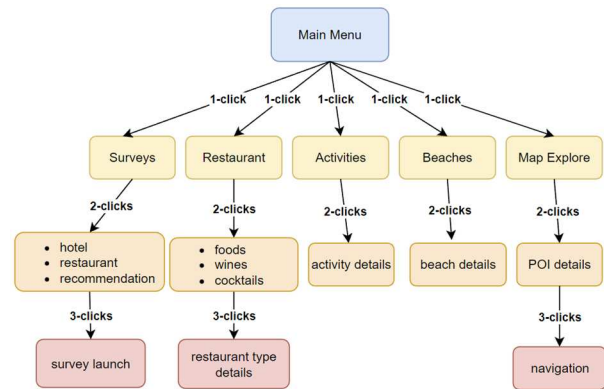 Main Menu
1-click 1-click 1-click 1-click 1-click
Surveys Restaurant Activities Beaches Map Explore
2-clicks 2-clicks 2-clicks 2-clicks 2-clicks
• hotel
• restaurant
• recommendation
• foods
• wines
• cocktails
activity details
beach details
POI details
3-clicks 3-clicks 3-clicks
survey launch
restaurant type
details
navigation